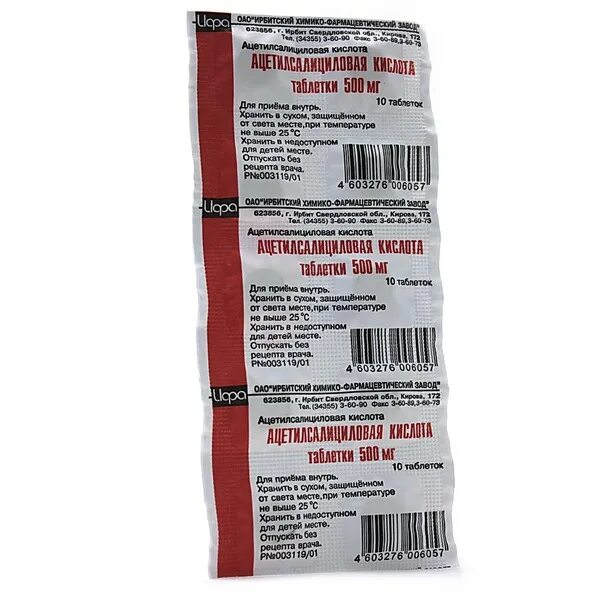 Ицра ОАО"ИРБИТСКИЙ ХИМИКО-ФАРМАЦЕВТИЧЕСКИЙ ЗАВОД"
623856, г. Ирбит Свердловской обл., Кирова, 172
Тел. (34355) 3-60-90 Факс 3-60-89,3-60-73
Ацетилсалициловая кислота
АЦЕТИЛСАЛИЦИЛОВАЯ КИСЛОТА
таблетки 500 мг
10 таблеток
Для приёма внутрь.
Хранить в сухом, защищённом
от света месте,при температуре
не выше 25°С
Хранить в недоступном
для детей месте.
Отпускать без
рецепта врача.
Р№003119/01
4 603276 006057
Ицра ОАО"ИРБИТСКИЙ ХИМИКО-ФАРМАЦЕВТИЧЕСКИЙ ЗАВОД"
623856, г. Ирбит Свердловской обл., Кирова, 172
Тел. (34355) 3-60-90 Факс 3-60-89,3-60-73
Ацетилсалициловая кислота
АЦЕТИЛСАЛИЦИЛОВАЯ КИСЛОТА
таблетки 500 мг
10 таблеток
Для приёма внутрь.
Хранить в сухом, защищённом
от света месте,при температуре
не выше 25°С
Хранить в недоступном
для детей месте.
Отпускать без
рецепта врача.
Р№003119/01
4 603276 006057
Ицра ОАО"ИРБИТСКИЙ ХИМИКО-ФАРМАЦЕВТИЧЕСКИЙ ЗАВОД"
623856, г. Ирбит Свердловской обл., Кирова, 172
Тел. (34355) 3-60-90 Факс 3-60-89,3-60-73
Ацетилсалициловая кислота
АЦЕТИЛСАЛИЦИЛОВАЯ КИСЛОТА
таблетки 500 мг
10 таблеток
Для приёма внутрь.
Хранить в сухом, защищённом
от света месте,при температуре
не выше 25°С
Хранить в недоступном
для детей месте.
Отпускать без
рецепта врача.
Р№003119/01
4 603276 006057